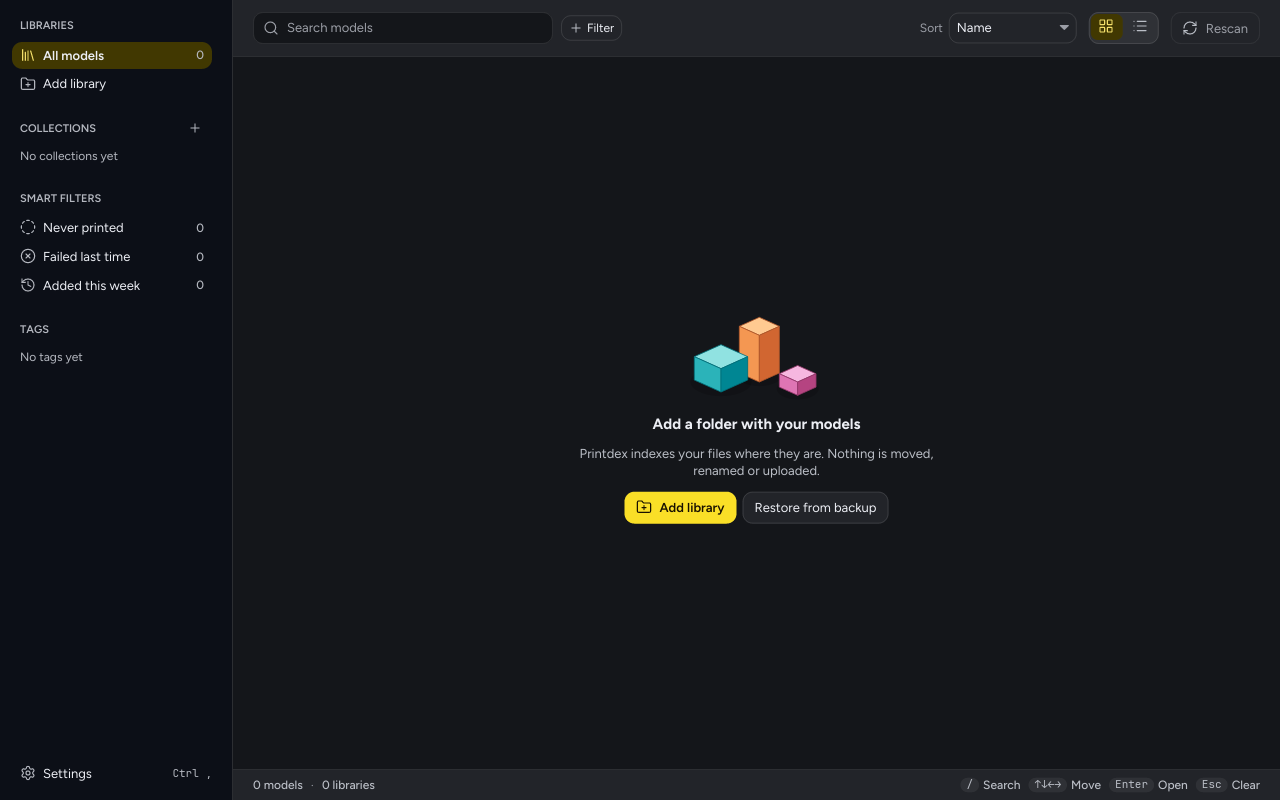 LIBRARIES
All models 0
Add library
COLLECTIONS
No collections yet
SMART FILTERS
Never printed 0
Failed last time 0
Added this week 0
TAGS
No tags yet
Settings Ctrl ,
Search models
Filter
Sort Name
Rescan
Add a folder with your models
Printdex indexes your files where they are. Nothing is moved,
renamed or uploaded.
Add library
Restore from backup
0 models · 0 libraries
/ Search ↑↓←→ Move Enter Open Esc Clear